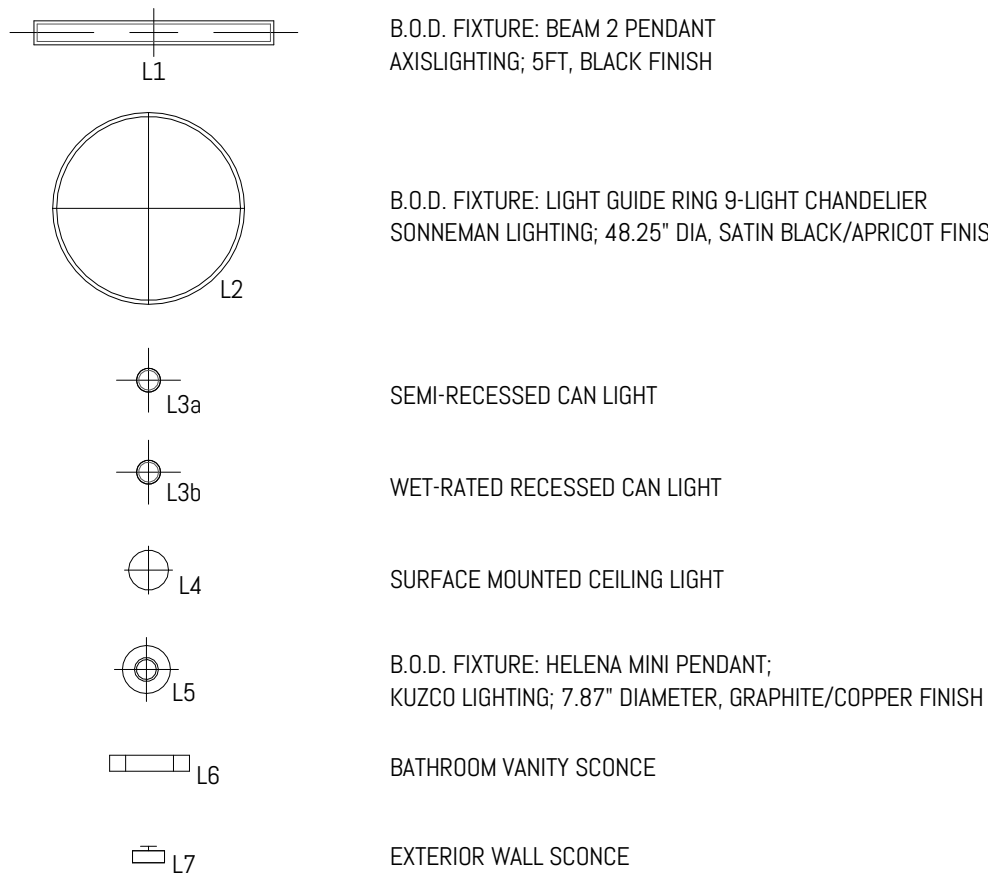 B.O.D. FIXTURE: BEAM 2 PENDANT
AXISLIGHTING; 5FT, BLACK FINISH
L1
B.O.D. FIXTURE: LIGHT GUIDE RING 9-LIGHT CHANDELIER
SONNEMAN LIGHTING; 48.25" DIA, SATIN BLACK/APRICOT FINIS
L2
L3a
SEMI-RECESSED CAN LIGHT
L3b
WET-RATED RECESSED CAN LIGHT
L4
SURFACE MOUNTED CEILING LIGHT
B.O.D. FIXTURE: HELENA MINI PENDANT;
L5
KUZCO LIGHTING; 7.87" DIAMETER, GRAPHITE/COPPER FINISH
L6
BATHROOM VANITY SCONCE
L7
EXTERIOR WALL SCONCE